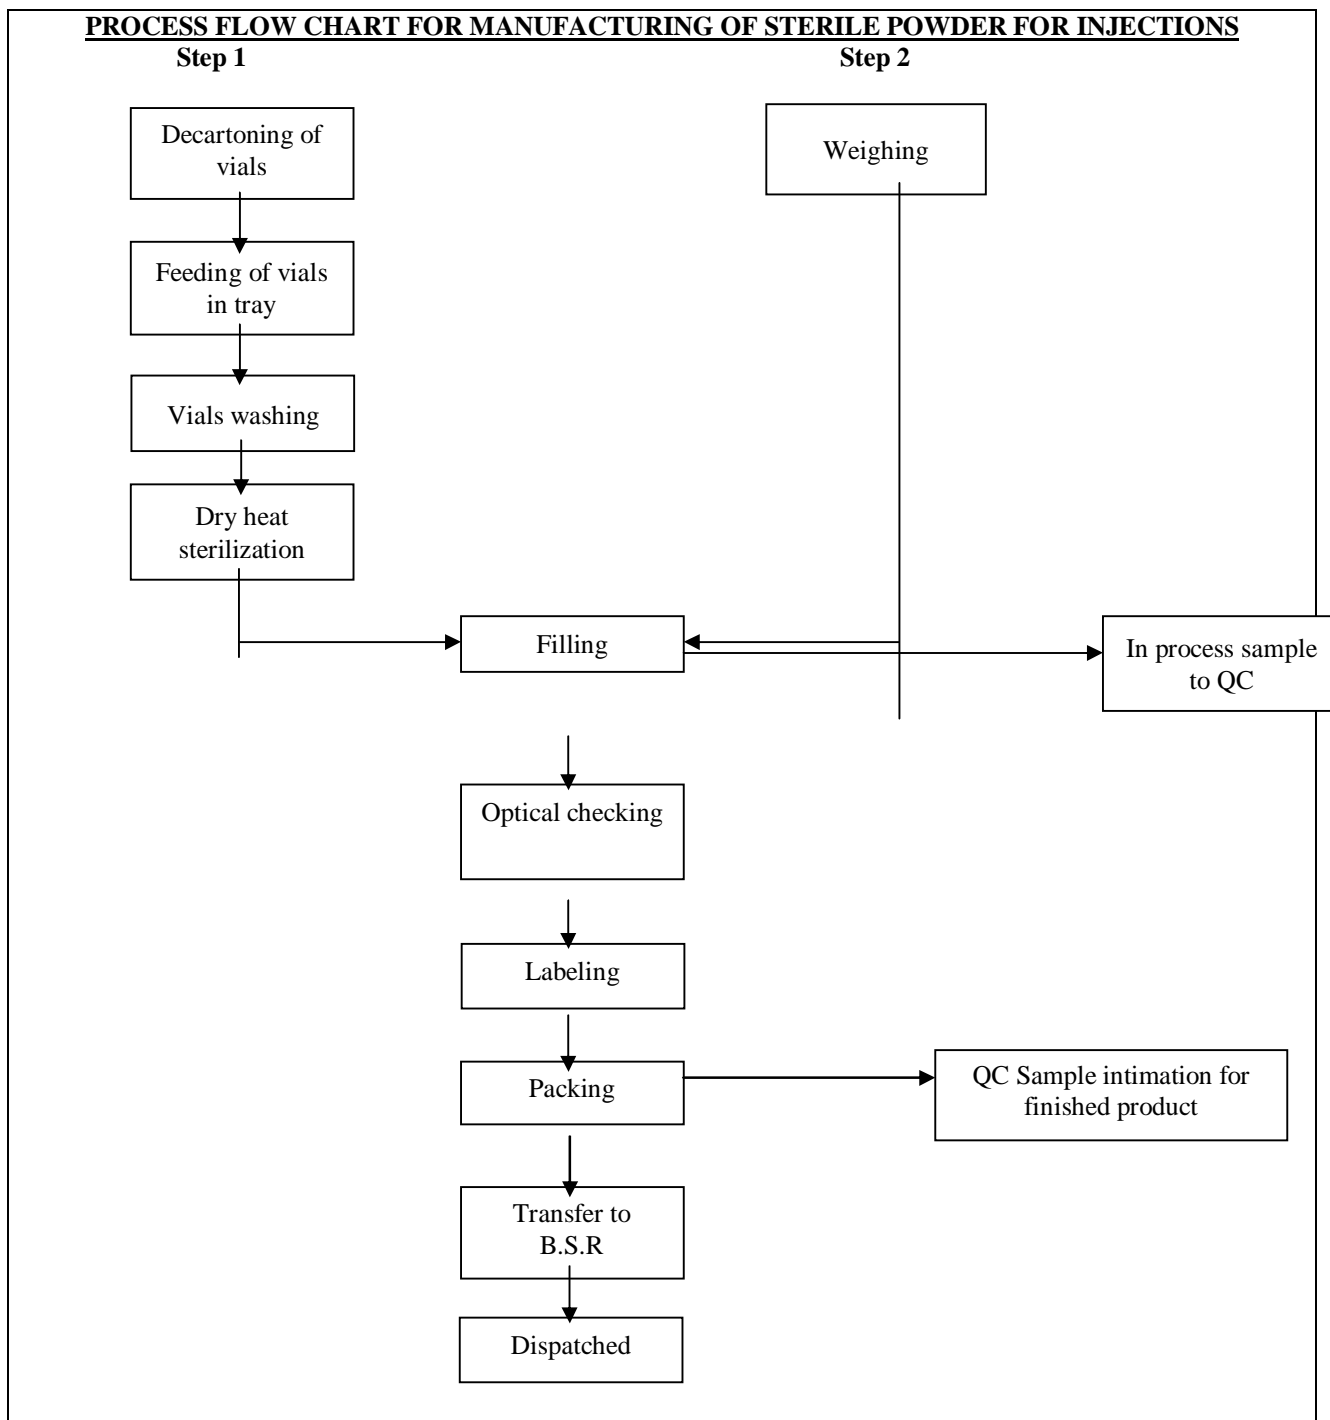 PROCESS FLOW CHART FOR MANUFACTURING OF STERILE POWDER FOR INJECTIONS
Step 1
Step 2
Decartoning of
vials
Weighing
Feeding of vials
in tray
Vials washing
Dry heat
sterilization
Filling
In process sample
to QC
Optical checking
Labeling
Packing
QC Sample intimation for
finished product
Transfer to
B.S.R
Dispatched